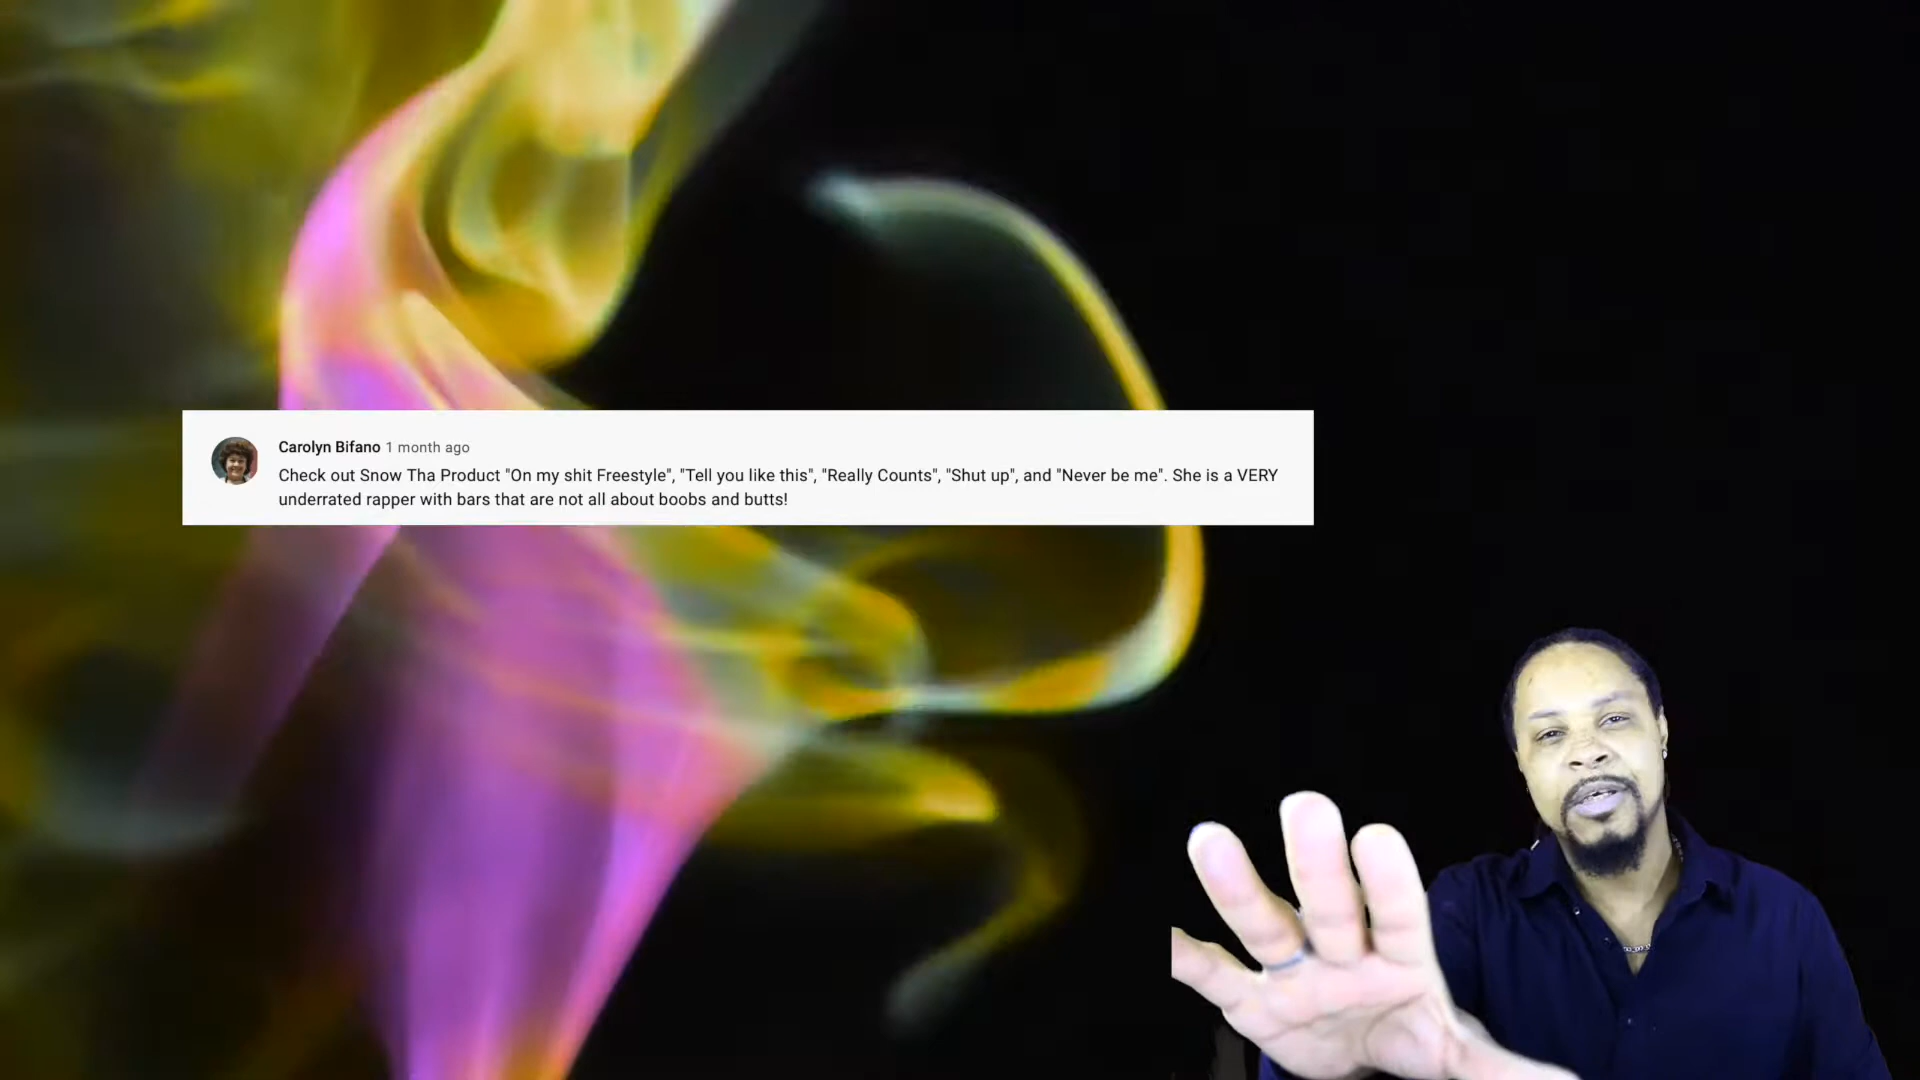 Carolyn Bifano 1 month ago
Check out Snow Tha Product "On my shit Freestyle", "Tell you like this", "Really Counts", "Shut up", and "Never be me". She is a VERY
underrated rapper with bars that are not all about boobs and butts!